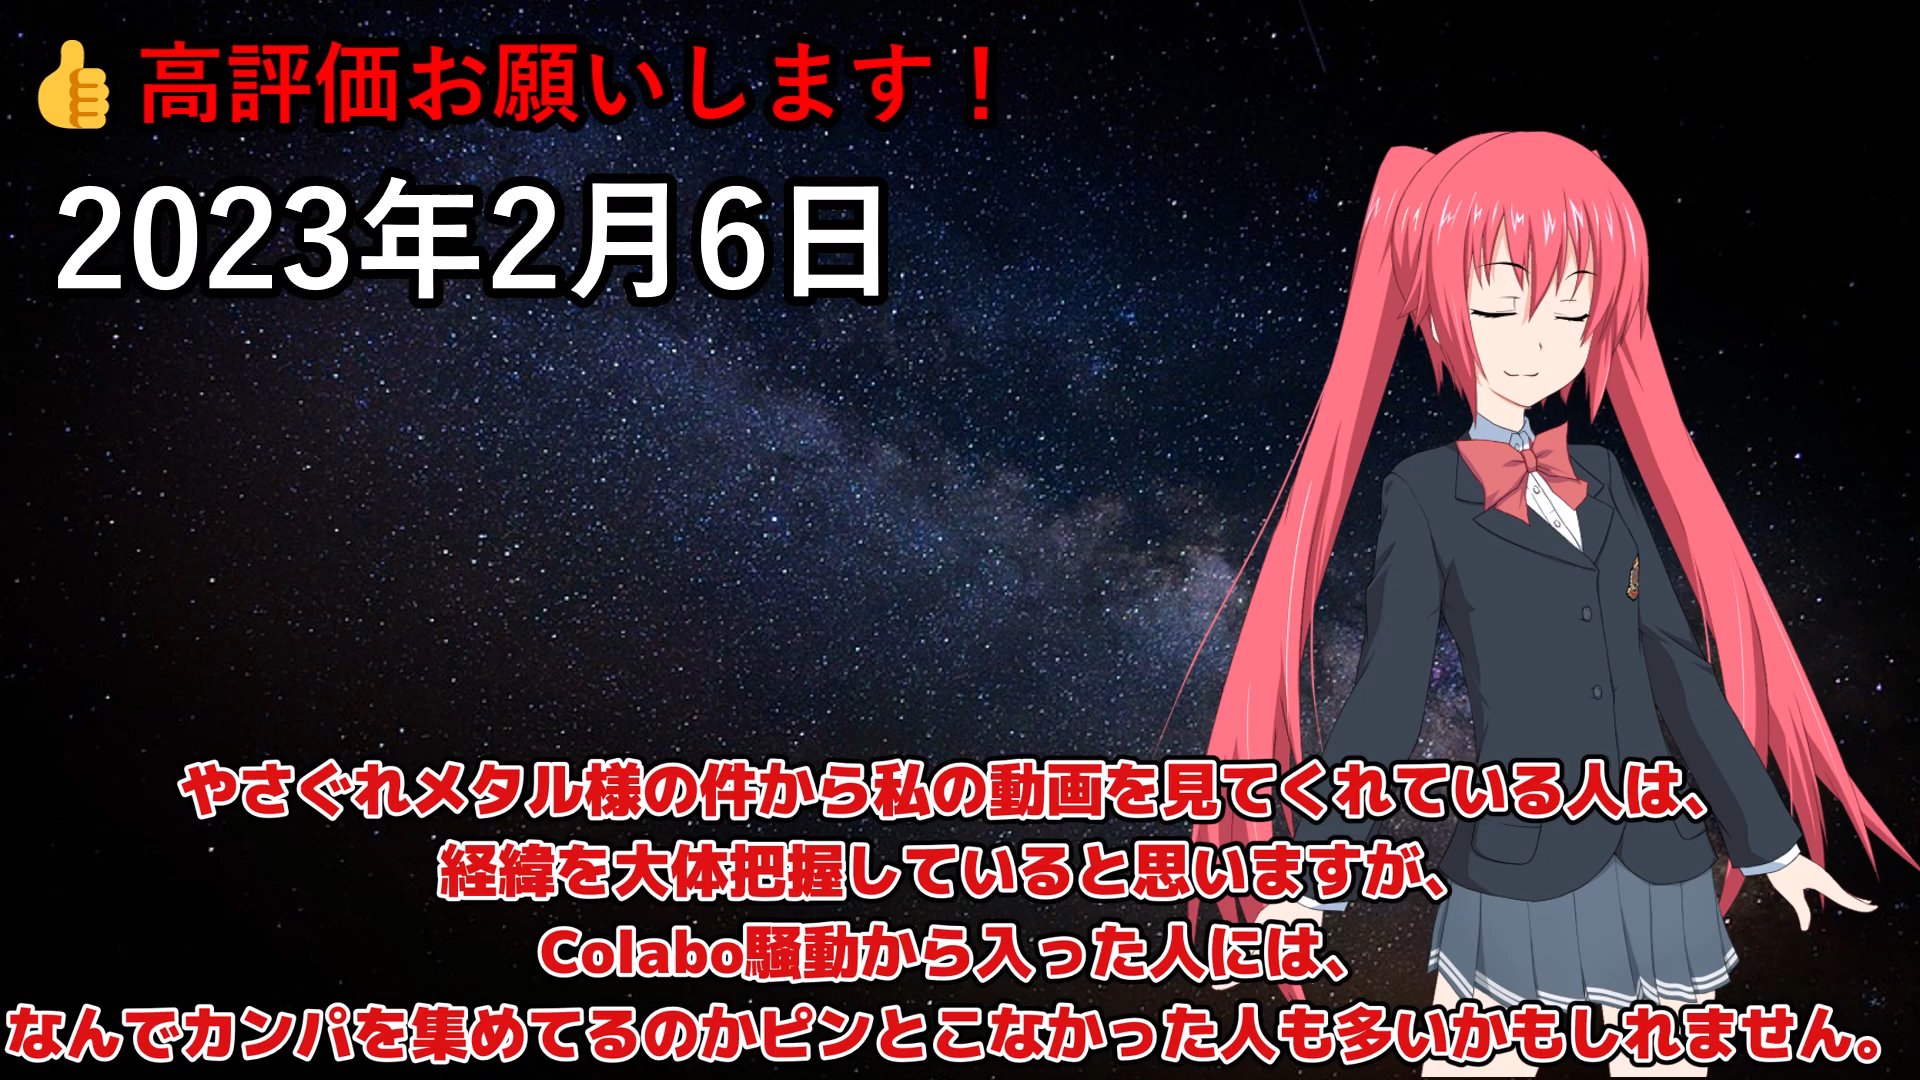 👍高評価お願いします！
2023年2月6日
やさぐれメタル様の件から私の動画を見てくれている人は、
経緯を大体把握していると思いますが、
Colabo騒動から入った人には、
なんでカンパを集めてるのかピンとこなかった人も多いかもしれません。